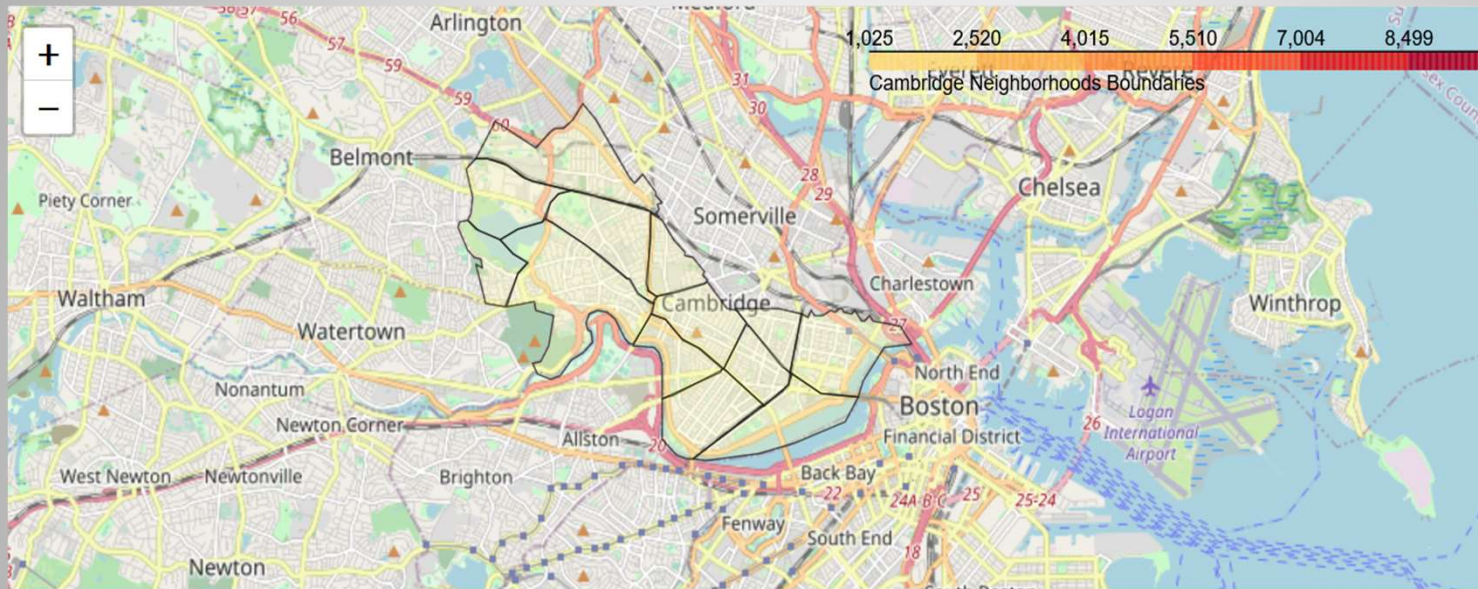 56
57
59
59
60
Arlington
31
30
28
29
1,025 2,520 4,015 5,510 7,004 8,499
Everett Revere
Cambridge Neighborhoods Boundaries
+
−
Belmont
Piety Corner
Somerville
Chelsea
Waltham
Watertown
Cambridge
Charlestown
Winthrop
27
Nonantum
North End
Boston
Newton Corner
Allston
20
Financial District
26
Logan
International
Airport
West Newton
Newtonville
Brighton
Back Bay
22
24A-B-C
25
25-24
Fenway
South End
18
Newton